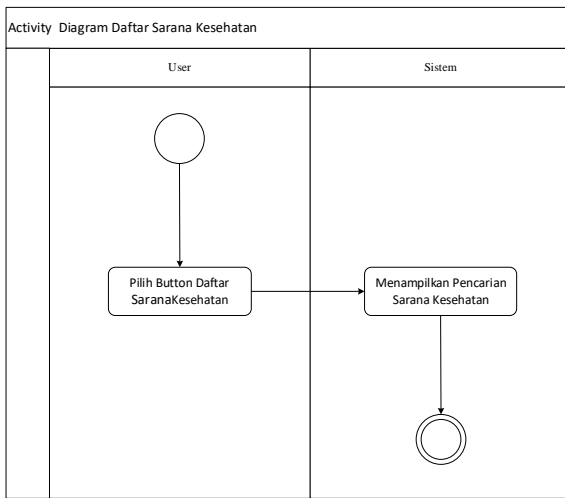 Activity  Diagram Daftar Sarana Kesehatan
User
Sistem
Pilih Button Daftar
SaranaKesehatan
Menampilkan Pencarian
Sarana Kesehatan